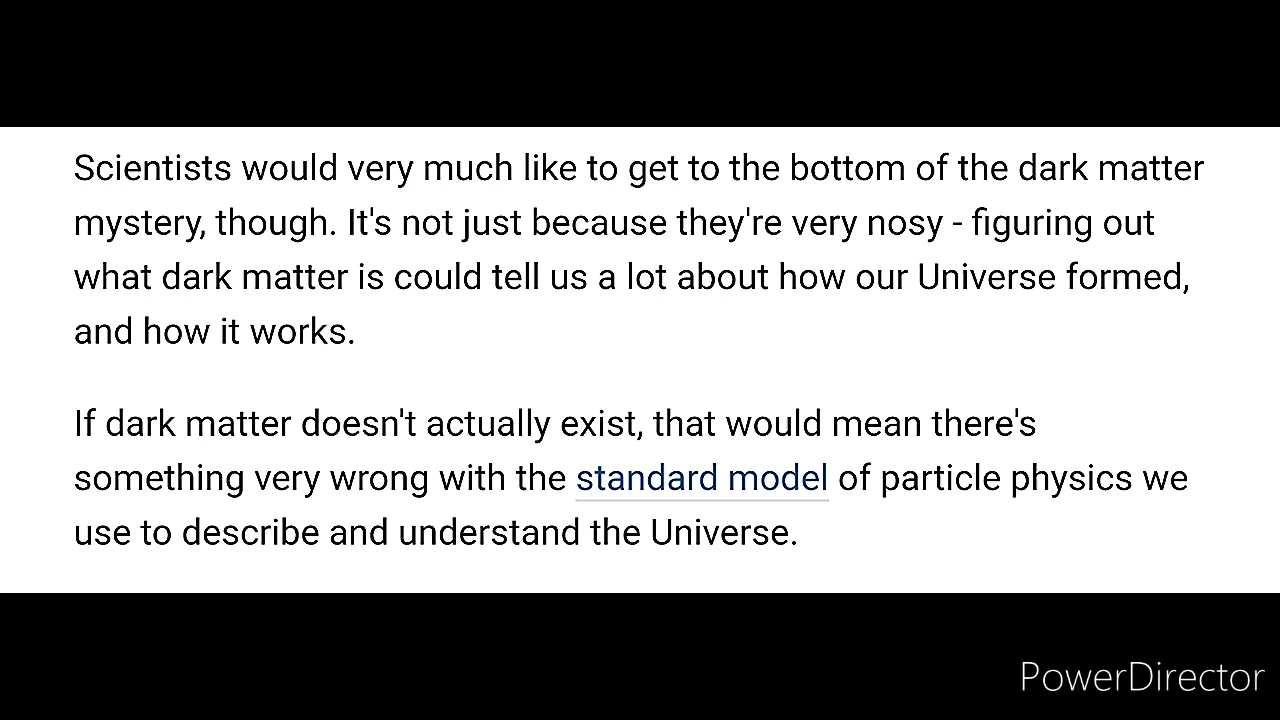 Scientists would very much like to get to the bottom of the dark matter
mystery, though. It's not just because they're very nosy - figuring out
what dark matter is could tell us a lot about how our Universe formed,
and how it works.
If dark matter doesn't actually exist, that would mean there's
something very wrong with the standard model of particle physics we
use to describe and understand the Universe.
PowerDirector